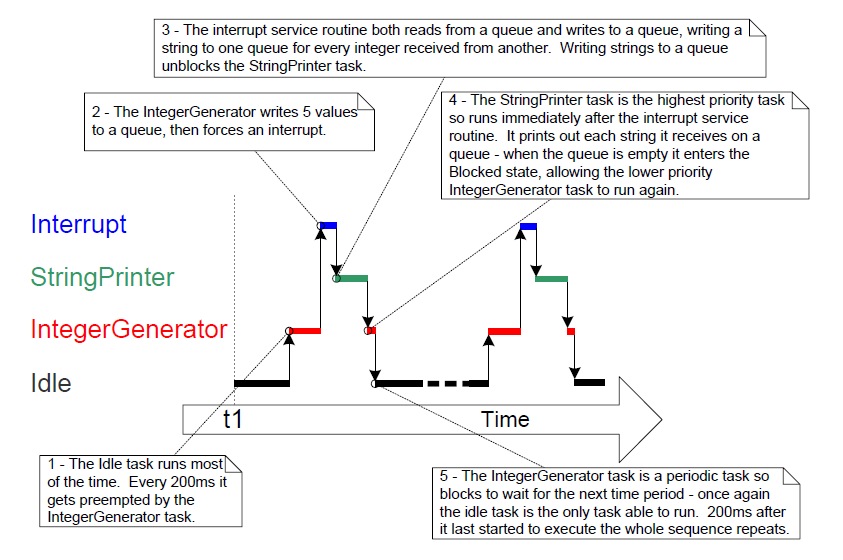 3 - The interrupt service routine both reads from a queue and writes to a queue, writing a
string to one queue for every integer received from another.  Writing strings to a queue
unblocks the StringPrinter task.
2 - The IntegerGenerator writes 5 values
to a queue, then forces an interrupt.
4 - The StringPrinter task is the highest priority task
so runs immediately after the interrupt service
routine.  It prints out each string it receives on a
queue - when the queue is empty it enters the
Blocked state, allowing the lower priority
IntegerGenerator task to run again.
Interrupt
StringPrinter
IntegerGenerator
Idle
t1
Time
1 - The Idle task runs most
of the time.  Every 200ms it
gets preempted by the
IntegerGenerator task.
5 - The IntegerGenerator task is a periodic task so
blocks to wait for the next time period - once again
the idle task is the only task able to run.  200ms after
it last started to execute the whole sequence repeats.